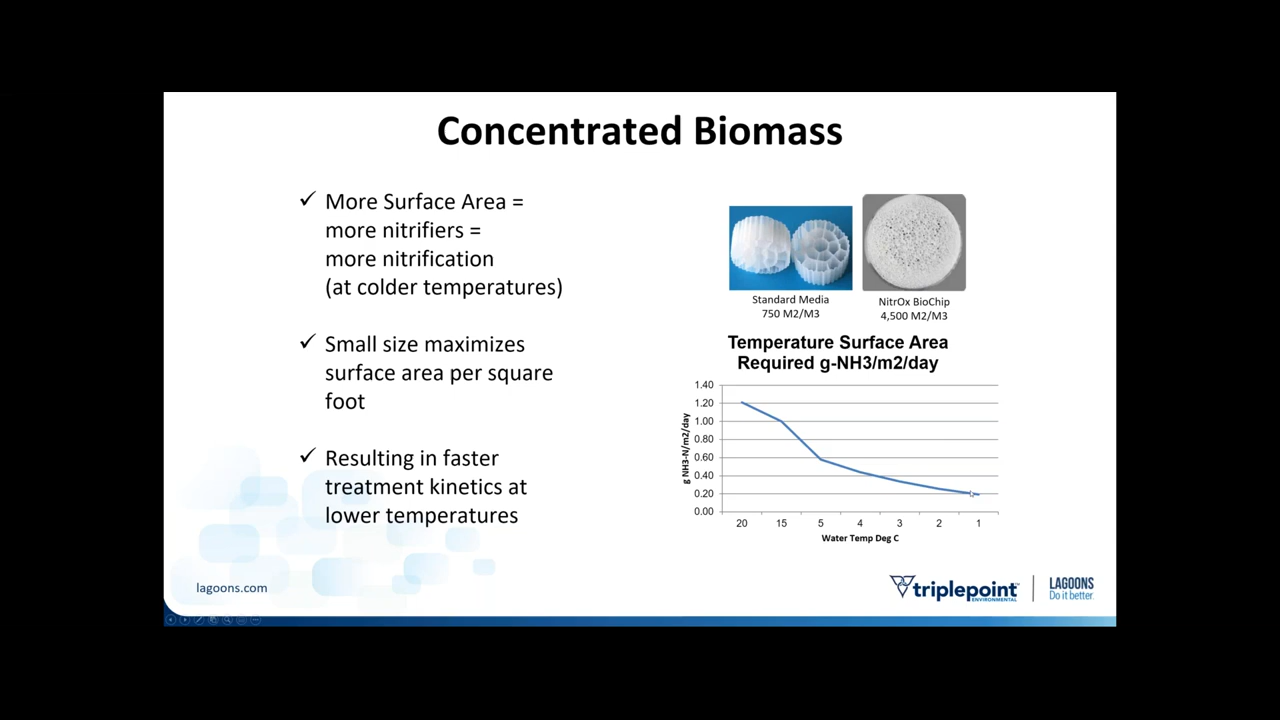 Concentrated Biomass
✓ More Surface Area =
more nitrifiers =
more nitrification
(at colder temperatures)
✓ Small size maximizes
surface area per square
foot
✓ Resulting in faster
treatment kinetics at
lower temperatures
Standard Media
750 M2/M3
NitrOx BioChip
4,500 M2/M3
Temperature Surface Area
Required g-NH3/m2/day
g NH3-N/m2/day
1.40
1.20
1.00
0.80
0.60
0.40
0.20
0.00
20 15 5 4 3 2 1
Water Temp Deg C
lagoons.com
triplepoint
ENVIRONMENTAL
LAGOONS
Do it better.